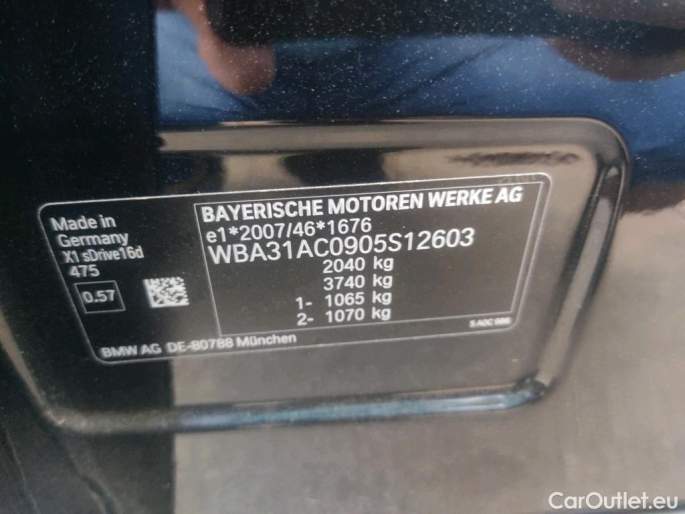 Made in
Germany
X1 sDrive16d
475
0.57
BAYERISCHE MOTOREN WERKE AG
e1*2007/46*1676
WBA31AC0905S12603
2040 kg
3740 kg
1- 1065 kg
2- 1070 kg
BMW AG DE-80788 München
CarOutlet.eu